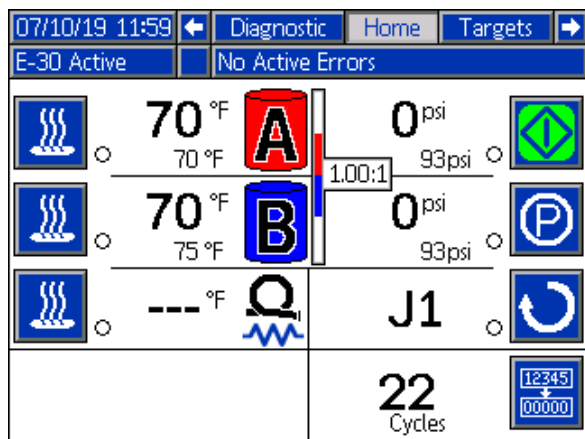 07/10/19 11:59 Diagnostic Home Targets
E-30 Active No Active Errors
70 °F A 0 psi
70 °F 93psi
1.00:1
70 °F B 0 psi
75 °F 93psi
P
--- °F J1
22
Cycles
12345
00000